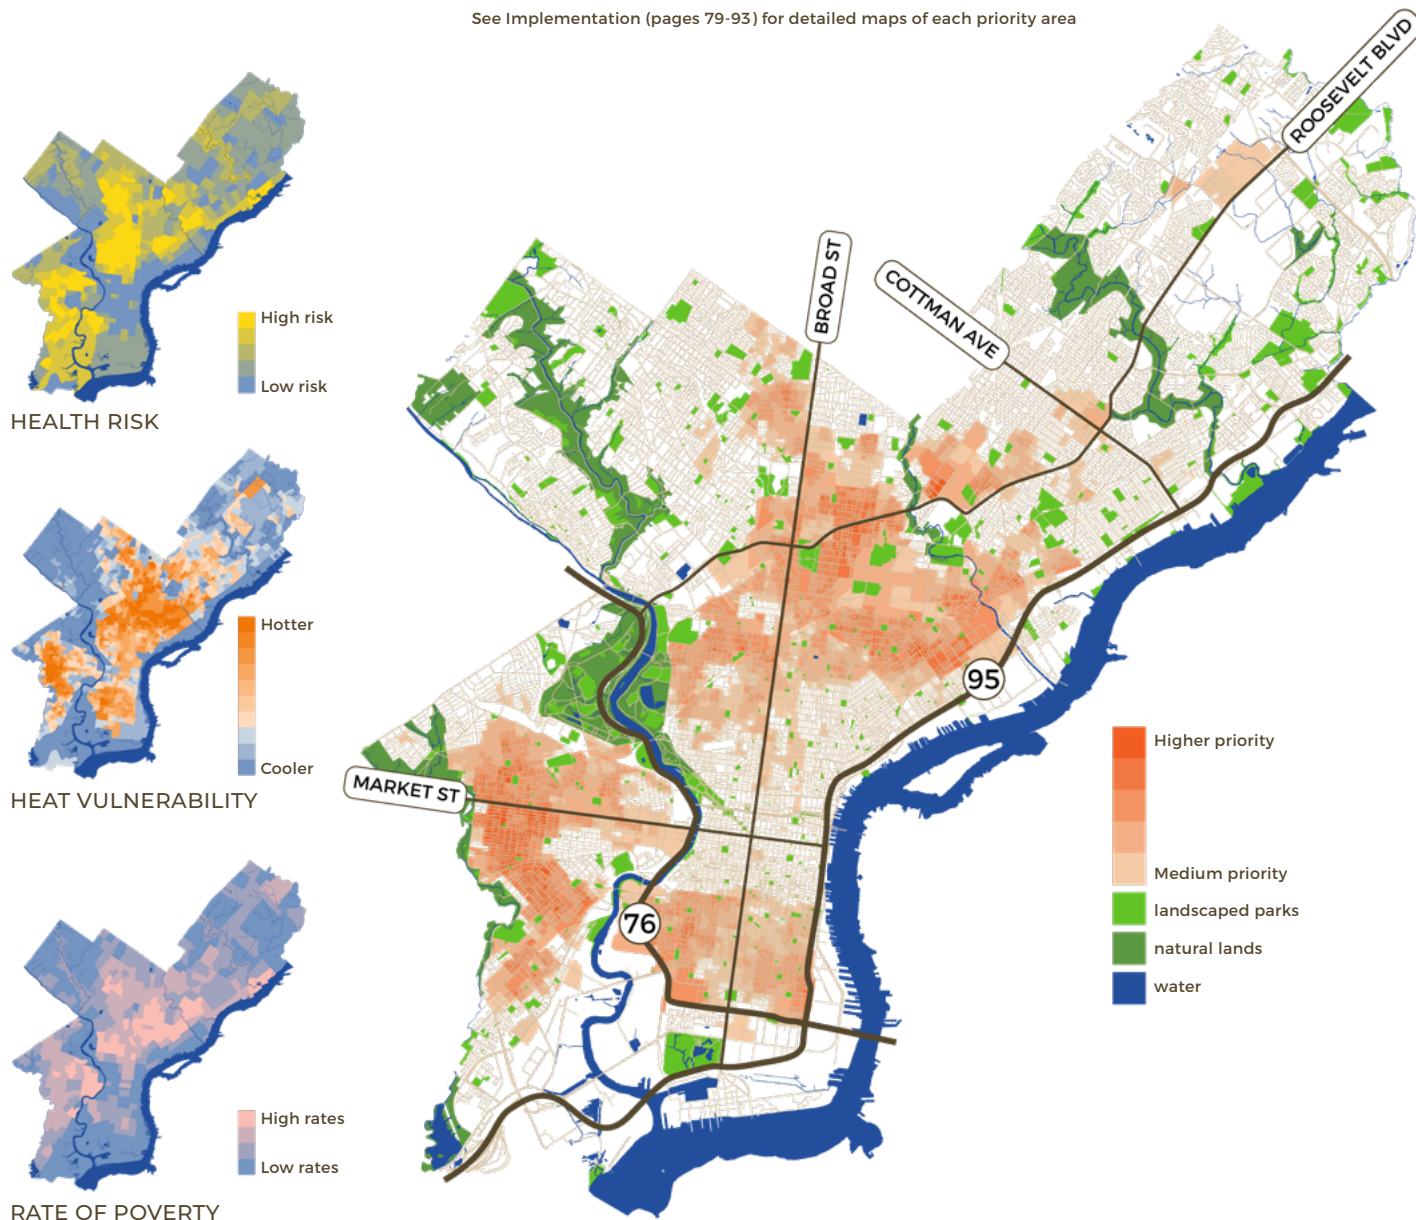 See Implementation (pages 79-93) for detailed maps of each priority area
High risk
Low risk
HEALTH RISK
Hotter
Cooler
HEAT VULNERABILITY
High rates
Low rates
RATE OF POVERTY
ROOSEVELT BLVD
BROAD ST
COTTMAN AVE
MARKET ST
95
76
Higher priority
Medium priority
landscaped parks
natural lands
water